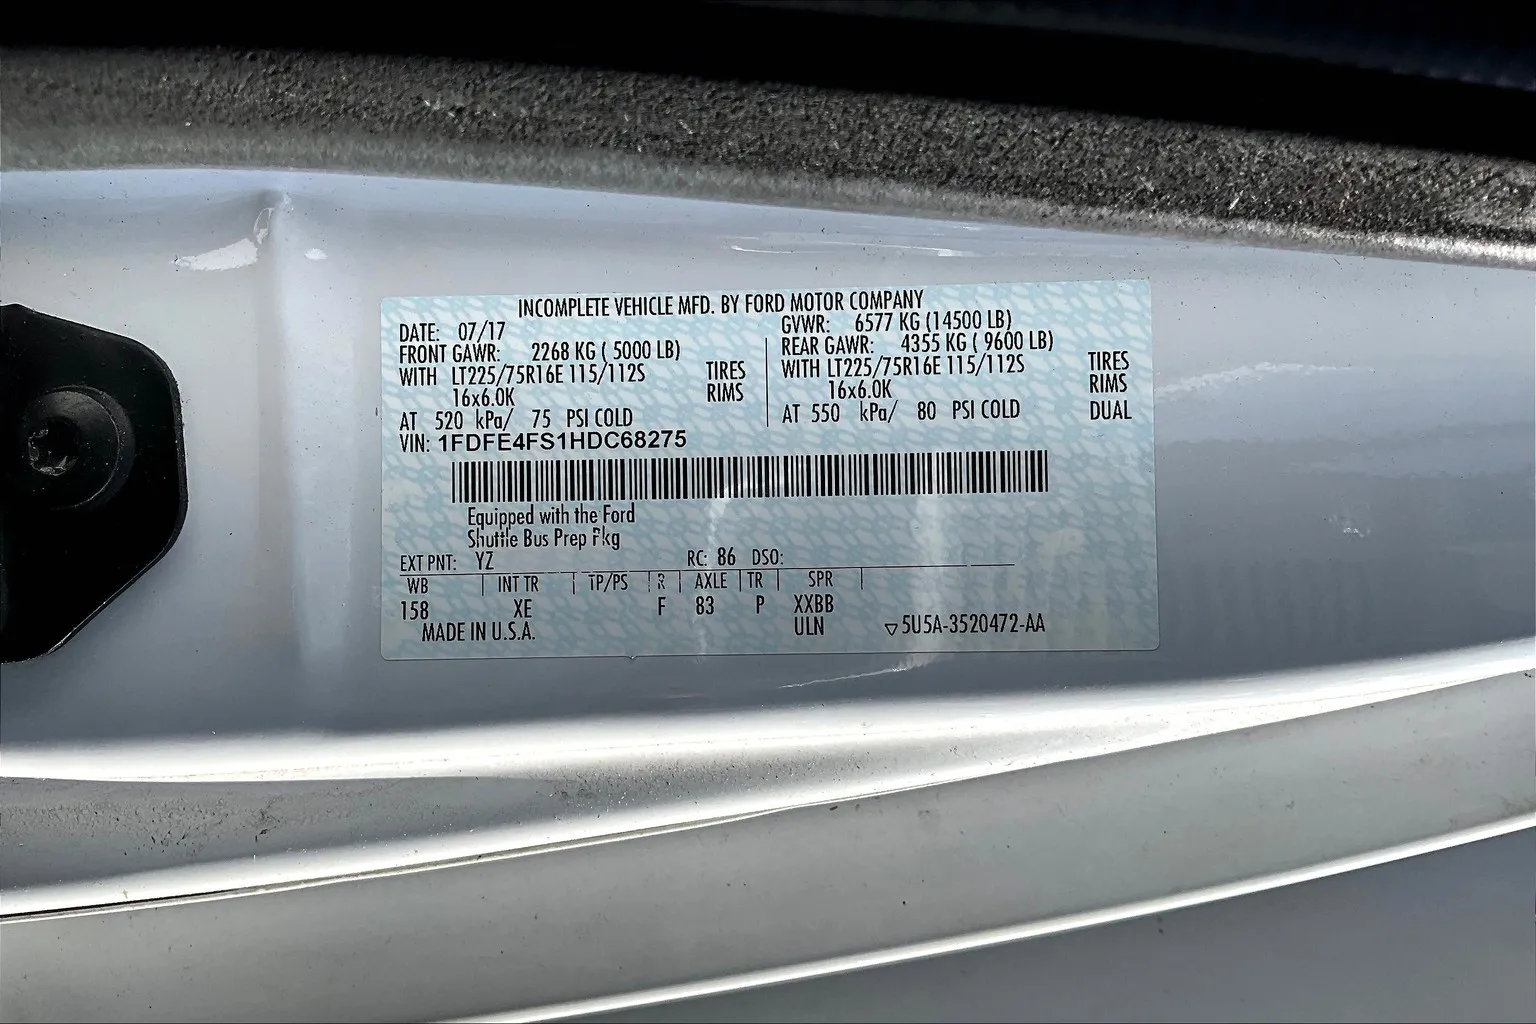 INCOMPLETE VEHICLE MFD. BY FORD MOTOR COMPANY
DATE: 07/17
GVWR: 6577 KG (14500 LB)
FRONT GAWR: 2268 KG ( 5000 LB)
REAR GAWR: 4355 KG ( 9600 LB)
WITH LT225/75R16E 115/112S TIRES
WITH LT225/75R16E 115/112S TIRES
16x6.0K RIMS
16x6.0K RIMS
AT 520 kPa/ 75 PSI COLD
AT 550 kPa/ 80 PSI COLD DUAL
VIN: 1FDFE4FS1HDC68275
Equipped with the Ford
Shuttle Bus Prep Pkg
EXT PNT: YZ RC: 86 DSO:
WB INT TR TP/PS R AXLE TR SPR
158 XE F 83 P XXBB
MADE IN U.S.A. ULN ▽5U5A-3520472-AA